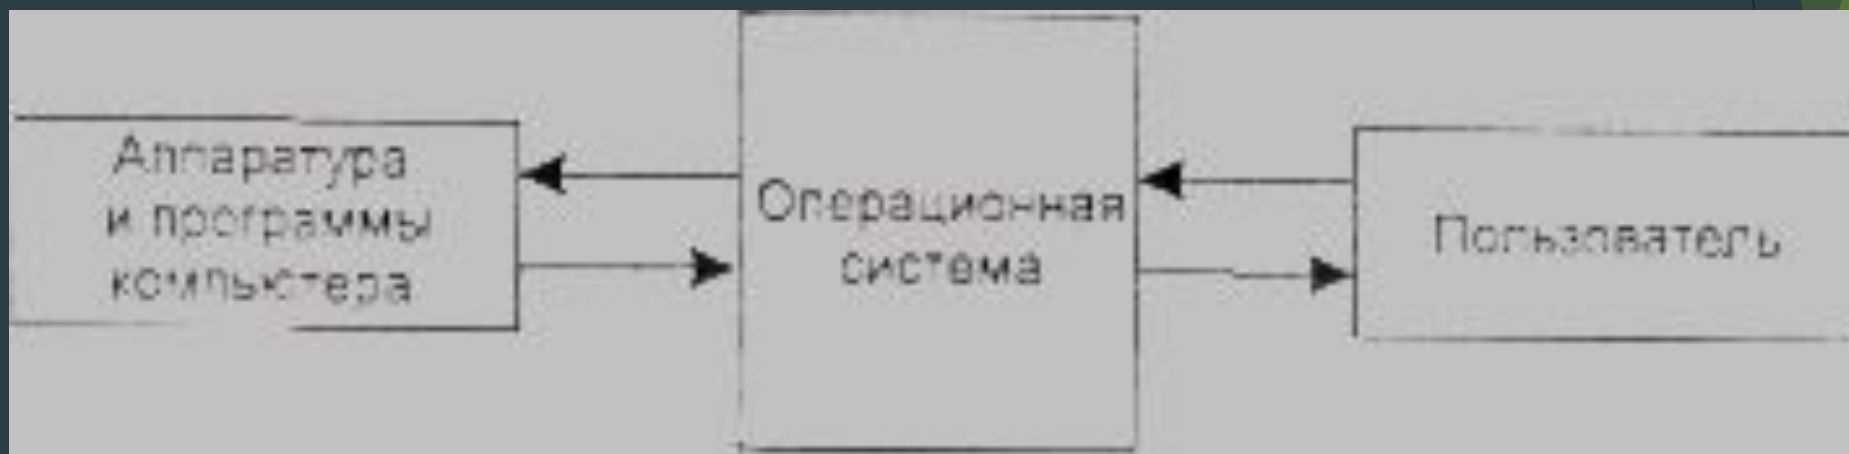 Аппаратура
и программы
компьютера
Операционная
система
Пользователь